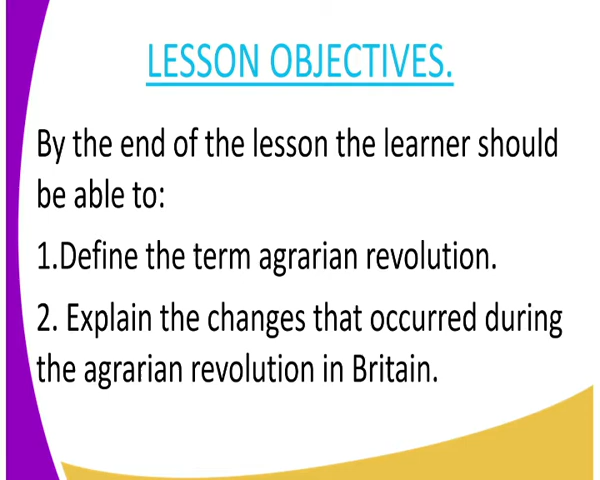 LESSON OBJECTIVES.
By the end of the lesson the learner should
be able to:
1.Define the term agrarian revolution.
2. Explain the changes that occurred during
the agrarian revolution in Britain.